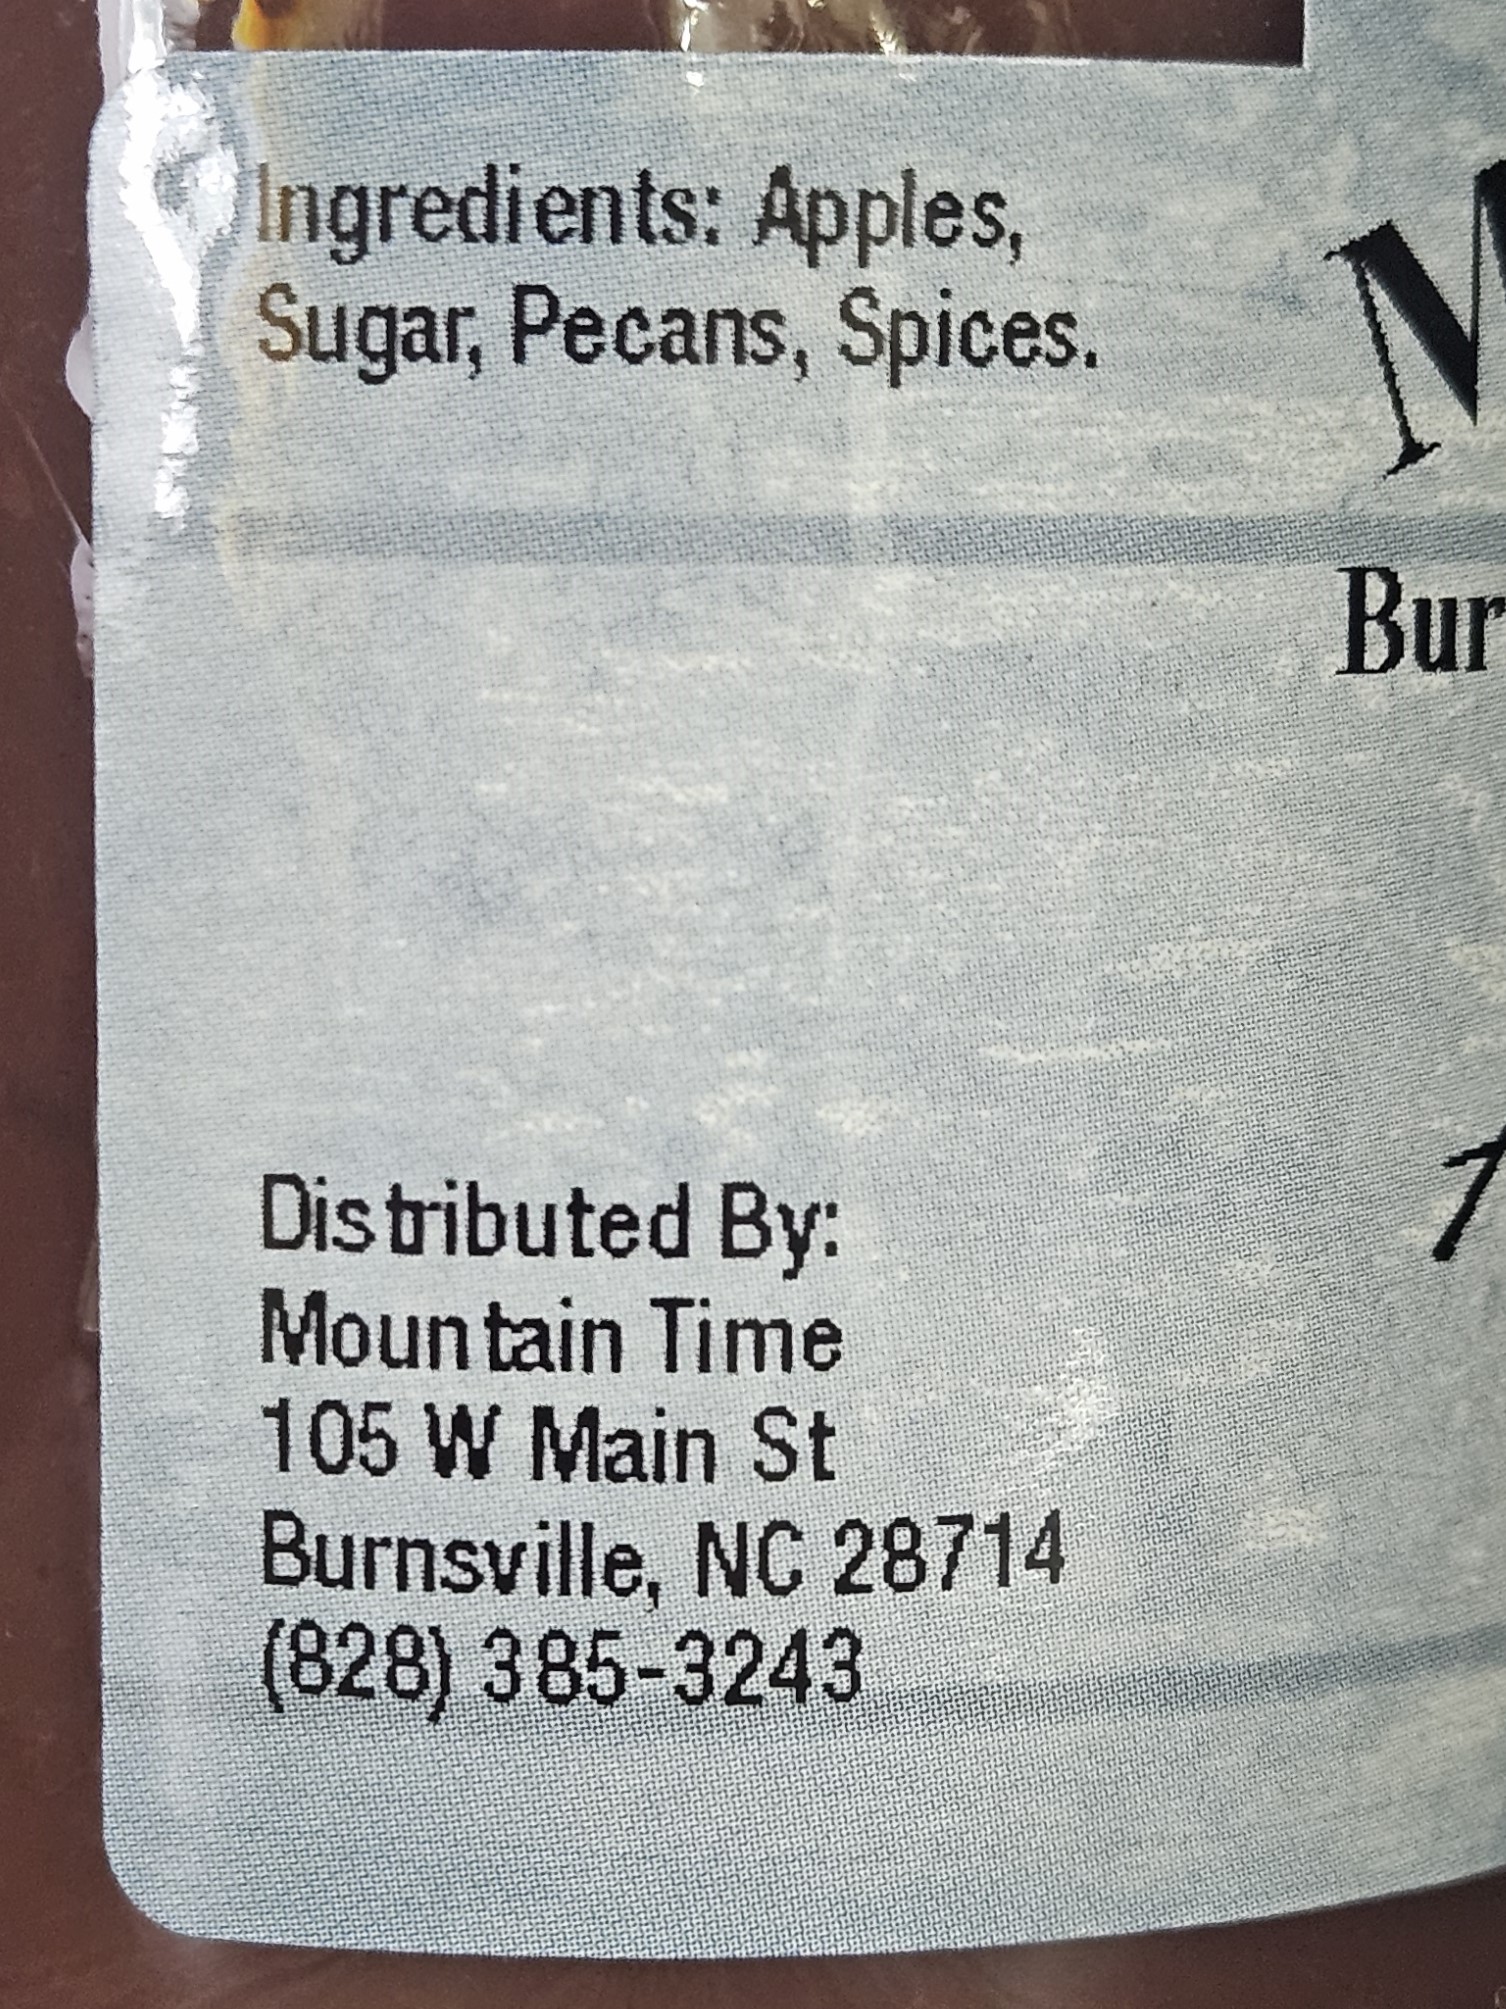 Ingredients: Apples,
Sugar, Pecans, Spices.
Distributed By:
Mountain Time
105 W Main St
Burnsville, NC 28714
(828) 385-3243